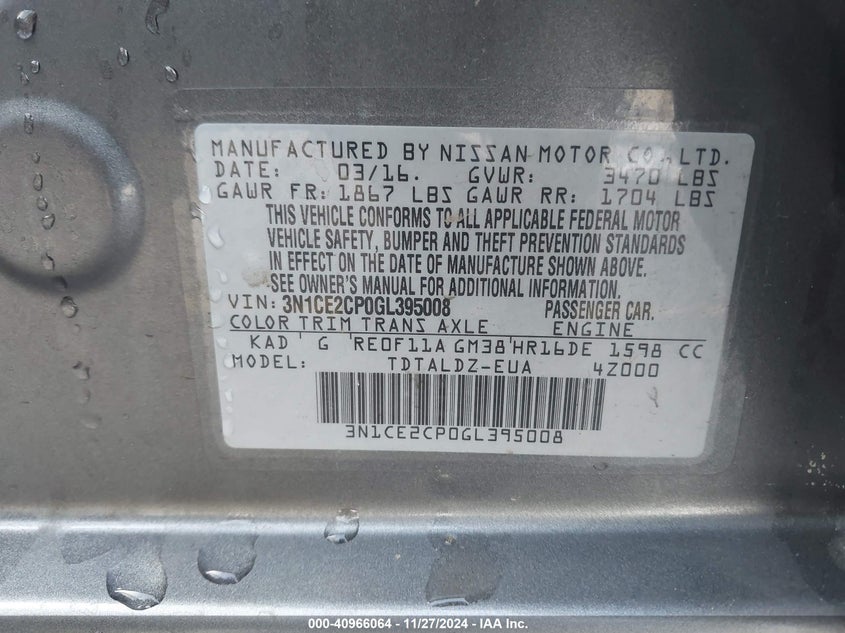 MANUFACTURED BY NISSAN MOTOR CO., LTD.
DATE: 03/16. GVWR: 3470 LBS
GAWR FR: 1867 LBS GAWR RR: 1704 LBS
THIS VEHICLE CONFORMS TO ALL APPLICABLE FEDERAL MOTOR
VEHICLE SAFETY, BUMPER AND THEFT PREVENTION STANDARDS
IN EFFECT ON THE DATE OF MANUFACTURE SHOWN ABOVE.
SEE OWNER'S MANUAL FOR ADDITIONAL INFORMATION.
VIN: 3N1CE2CP0GL395008 PASSENGER CAR.
COLOR TRIM TRANS AXLE ENGINE
KAD G RE0F11A GM38 HR16DE 1598 CC
MODEL: TDTALDZ-EUA 4Z000
3N1CE2CP0GL395008
000-40966064 - 11/27/2024 - IAA Inc.